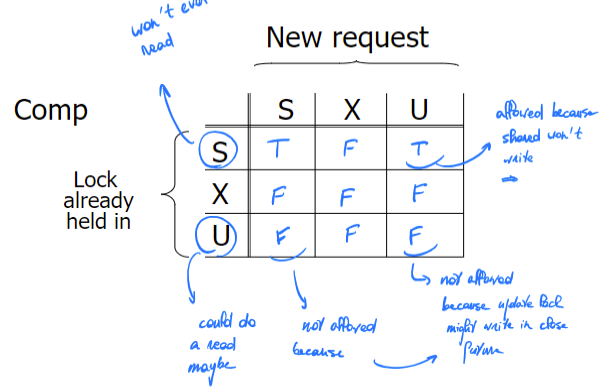 won't ever
read
New request
Comp
S X U
S T F T
allowed because
shared won't
write
⇒
Lock
already
held in
X F F F
U F F F
could do
a read
maybe
not allowed
because
not allowed
because update lock
might write in close
future